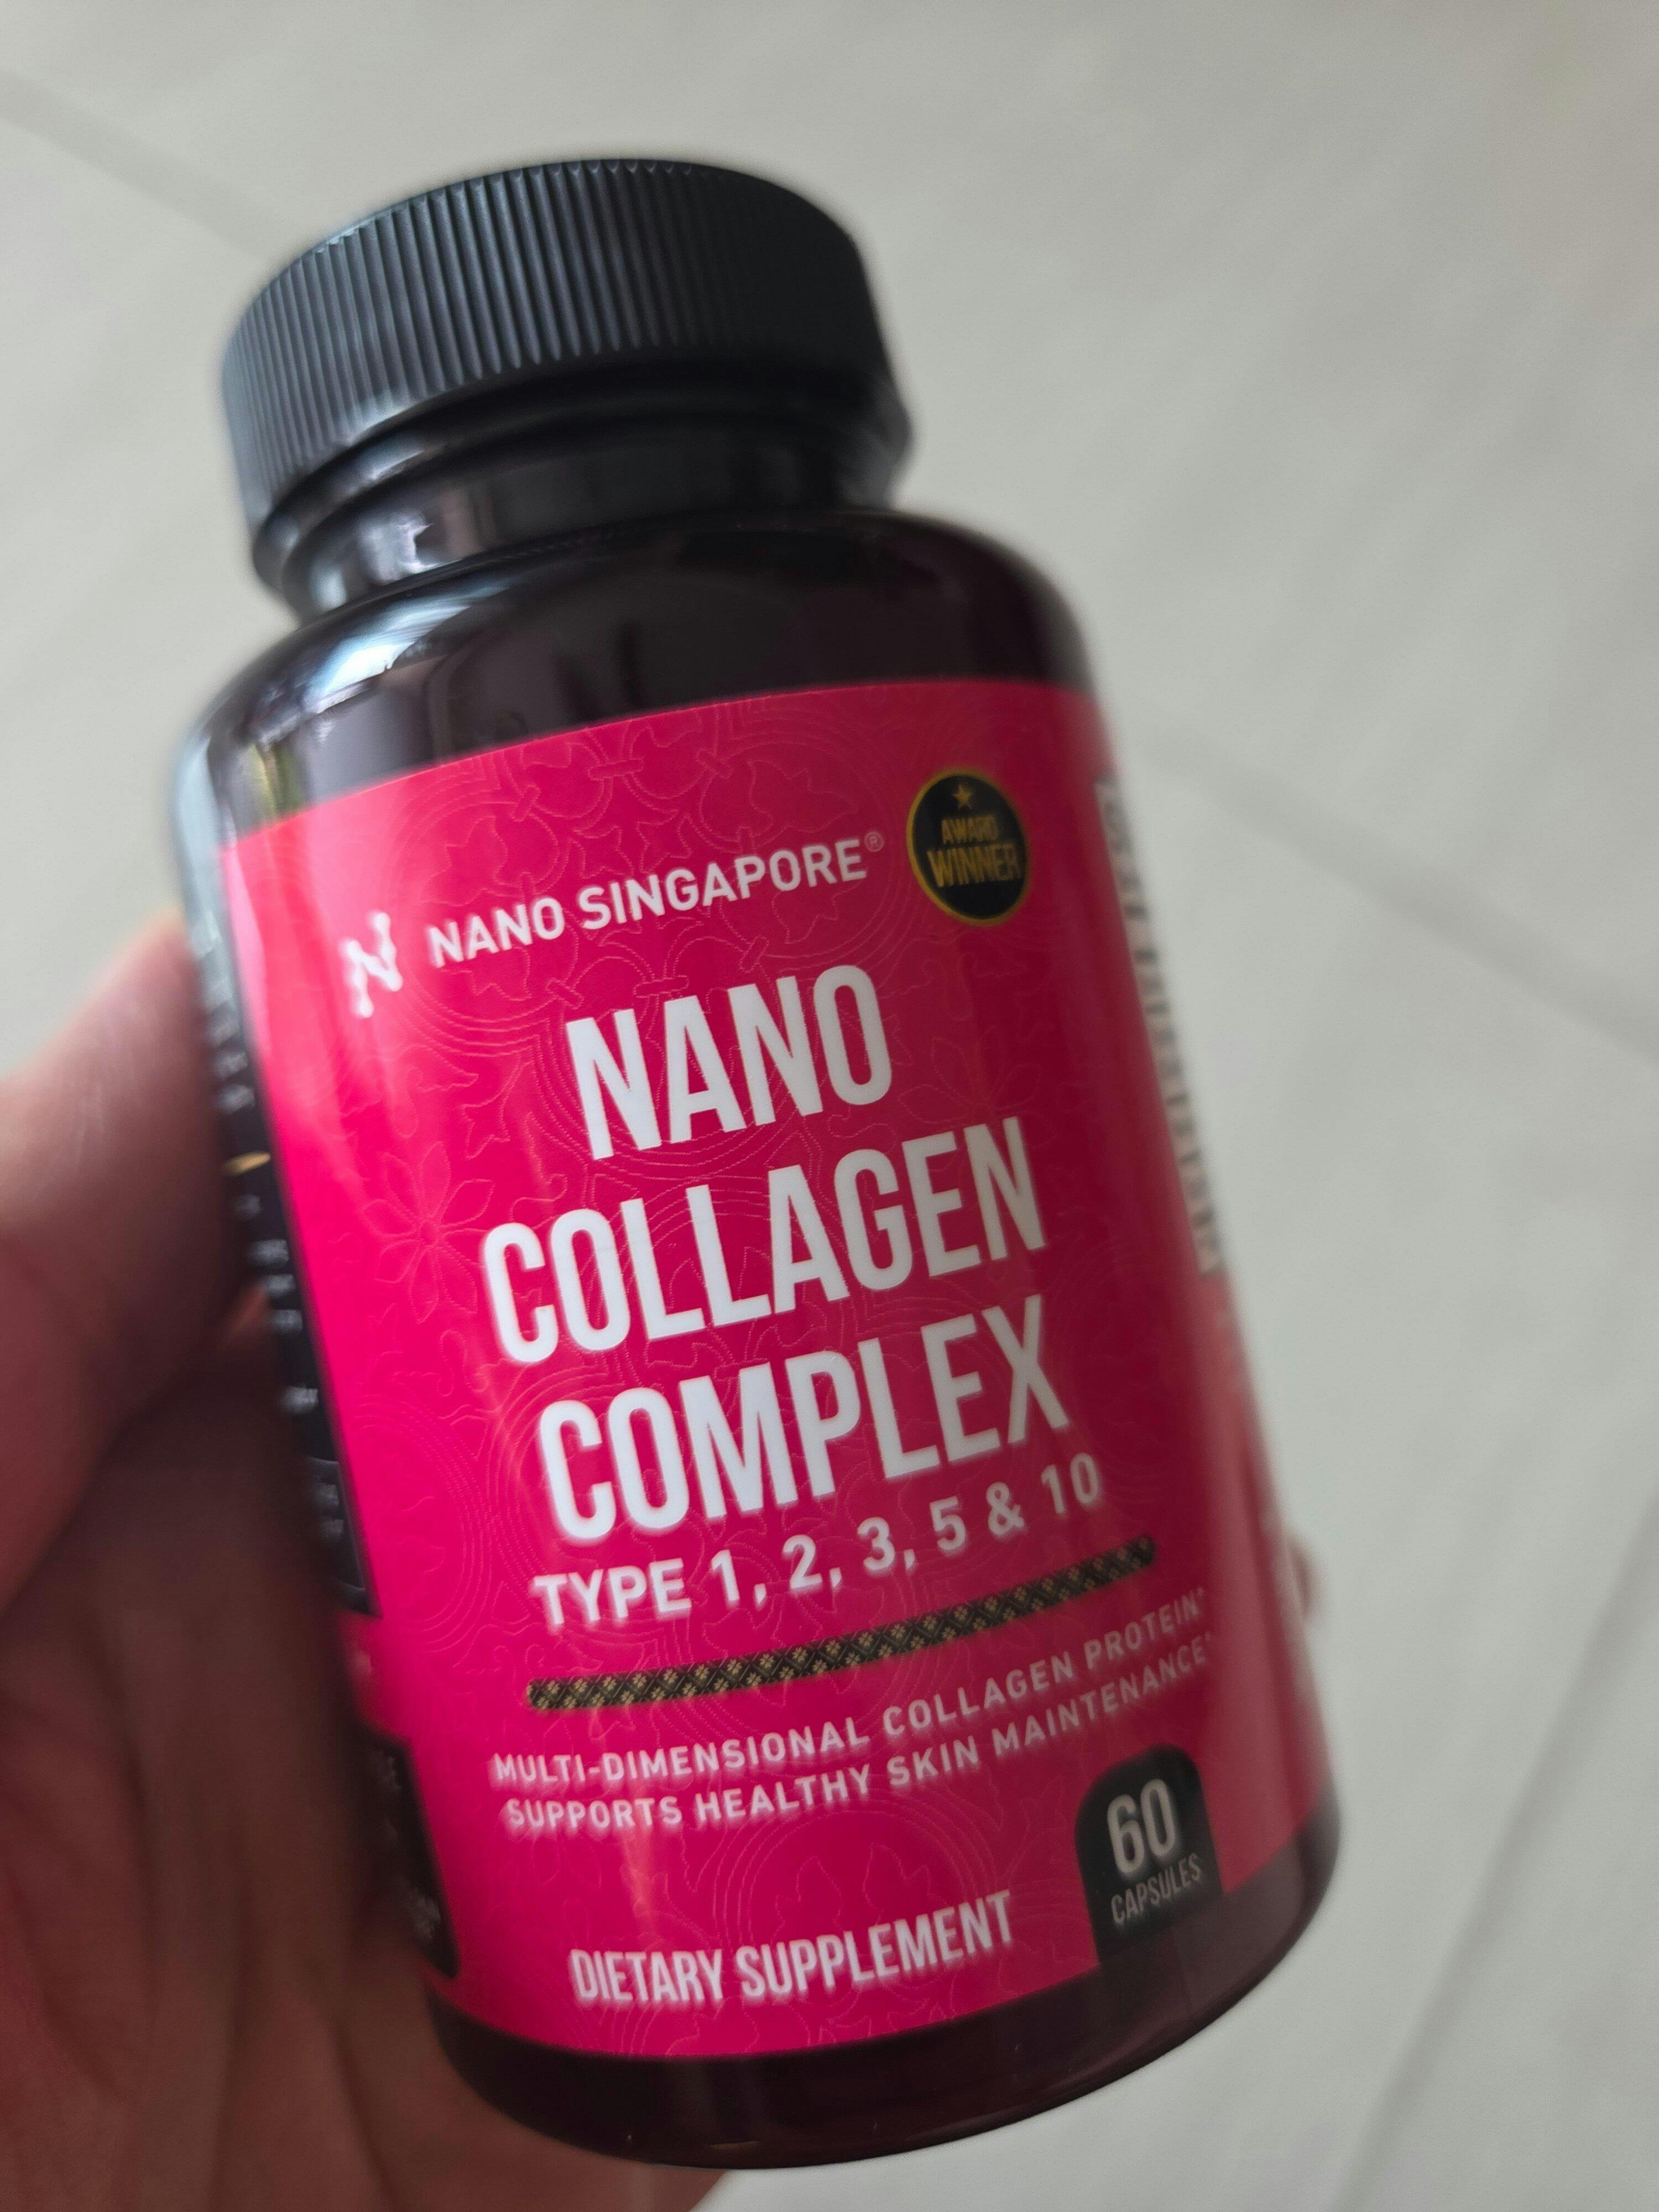 NANO SINGAPORE®
AWARD
WINNER
NANO
COLLAGEN
COMPLEX
TYPE 1, 2, 3, 5 & 10
MULTI-DIMENSIONAL COLLAGEN PROTEIN*
SUPPORTS HEALTHY SKIN MAINTENANCE*
60
CAPSULES
DIETARY SUPPLEMENT